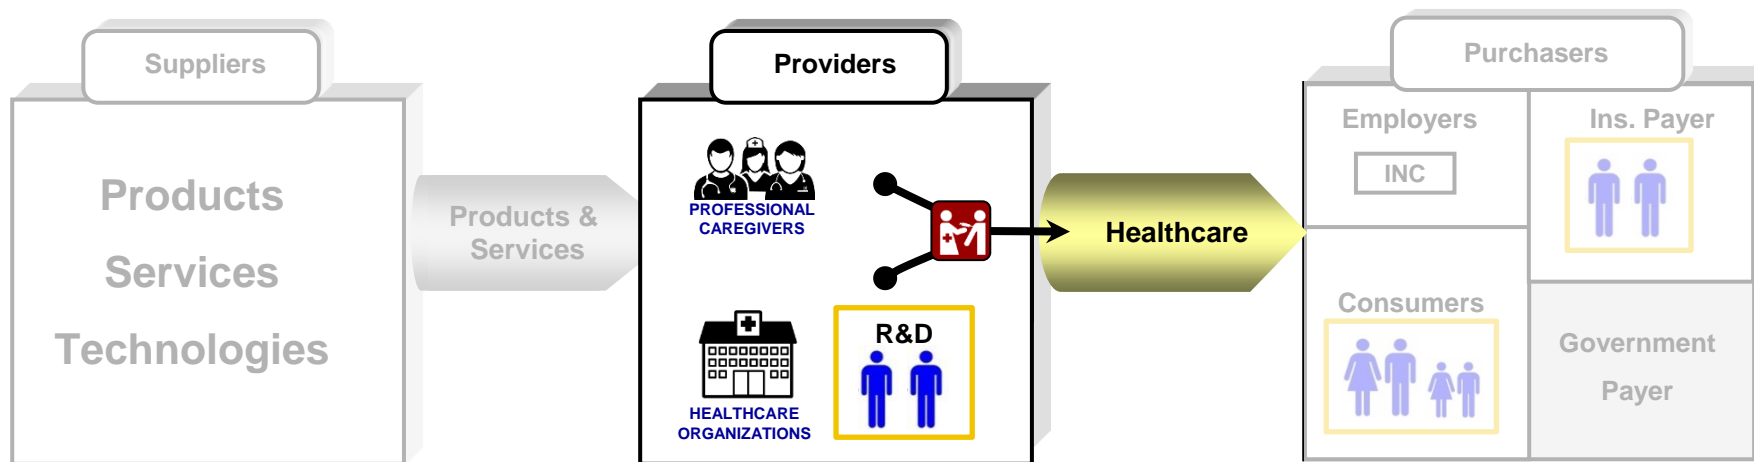 Suppliers
Products
Services
Technologies
Products &
Services
Providers
PROFESSIONAL
CAREGIVERS
HEALTHCARE
ORGANIZATIONS
R&D
Healthcare
Purchasers
Employers
INC
Ins. Payer
Consumers
Government
Payer